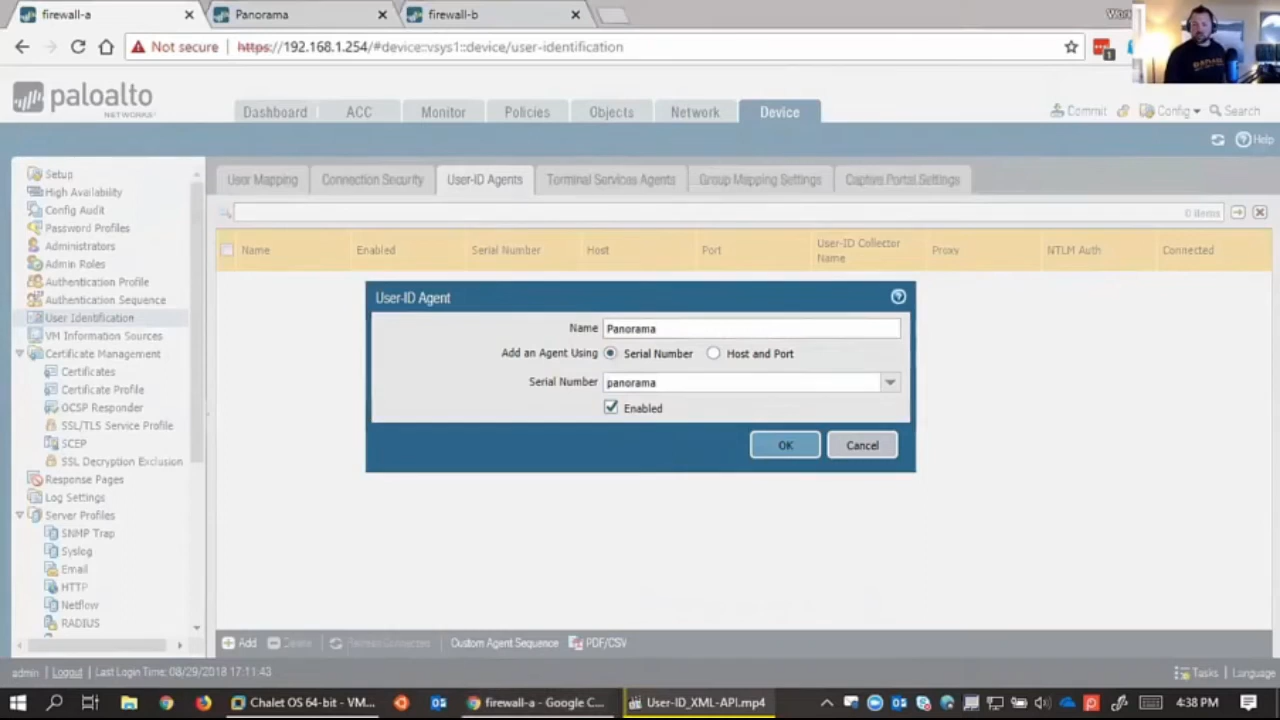 firewall-a
Panorama
firewall-b
Not secure
https://192.168.1.254/#device::vsys1::device/user-identification
1
paloalto
NETWORKS
Dashboard
ACC
Monitor
Policies
Objects
Network
Device
Commit
Config
Search
Help
Setup
High Availability
Config Audit
Password Profiles
Administrators
Admin Roles
Authentication Profile
Authentication Sequence
User Identification
VM Information Sources
Certificate Management
Certificates
Certificate Profile
OCSP Responder
SSL/TLS Service Profile
SCEP
SSL Decryption Exclusion
Response Pages
Log Settings
Server Profiles
SNMP Trap
Syslog
Email
HTTP
Netflow
RADIUS
User Mapping
Connection Security
User-ID Agents
Terminal Services Agents
Group Mapping Settings
Captive Portal Settings
0 items
Name
Enabled
Serial Number
Host
Port
User-ID Collector
Name
Proxy
NTLM Auth
Connected
User-ID Agent
Name
Panorama
Add an Agent Using
Serial Number
Host and Port
Serial Number
panorama
Enabled
OK
Cancel
Add
Delete
Refresh Connected
Custom Agent Sequence
PDF/CSV
admin | Logout | Last Login Time: 08/29/2018 17:11:43
Tasks | Language
Chalet OS 64-bit - VM...
firewall-a - Google C...
User-ID_XML-API.mp4
4:38 PM